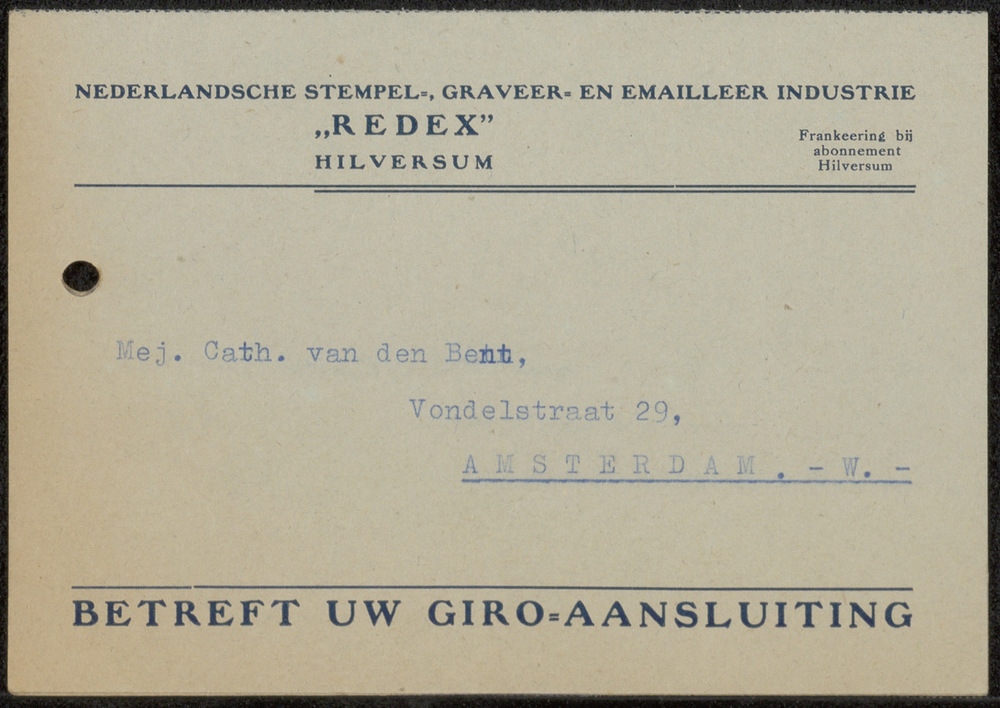 NEDERLANDSCHE STEMPEL=, GRAVEER= EN EMAILLEER INDUSTRIE
„REDEX”
HILVERSUM
Frankeering bij
abonnement
Hilversum
Mej. Cath. van den Bent,
Vondelstraat 29,
AMSTERDAM.-W.-
BETREFT UW GIRO=AANSLUITING